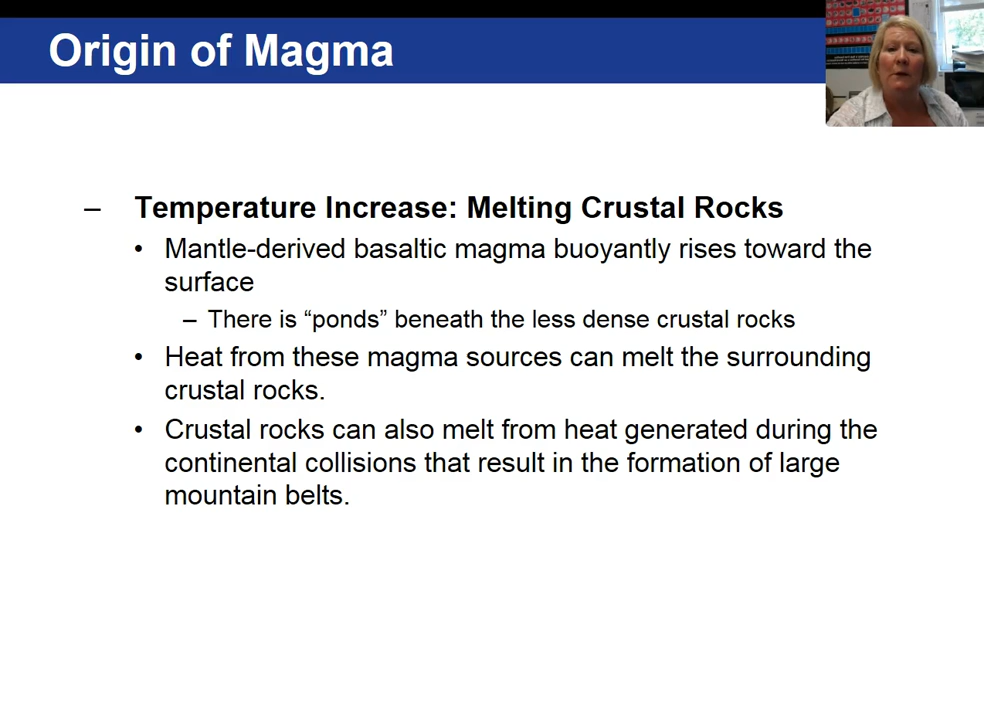 Origin of Magma
– Temperature Increase: Melting Crustal Rocks
• Mantle-derived basaltic magma buoyantly rises toward the
surface
– There is “ponds” beneath the less dense crustal rocks
• Heat from these magma sources can melt the surrounding
crustal rocks.
• Crustal rocks can also melt from heat generated during the
continental collisions that result in the formation of large
mountain belts.